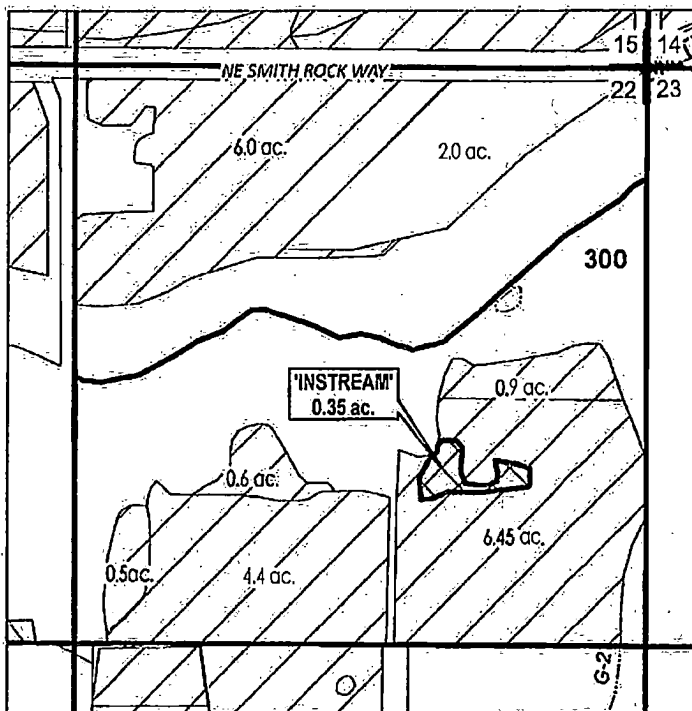 15 14
NE SMITH ROCK WAY
22 23
6.0 ac.
2.0 ac.
300
'INSTREAM'
0.35 ac.
0.9 ac.
0.6 ac.
6.45 ac.
0.5ac.
4.4 ac.
G-2